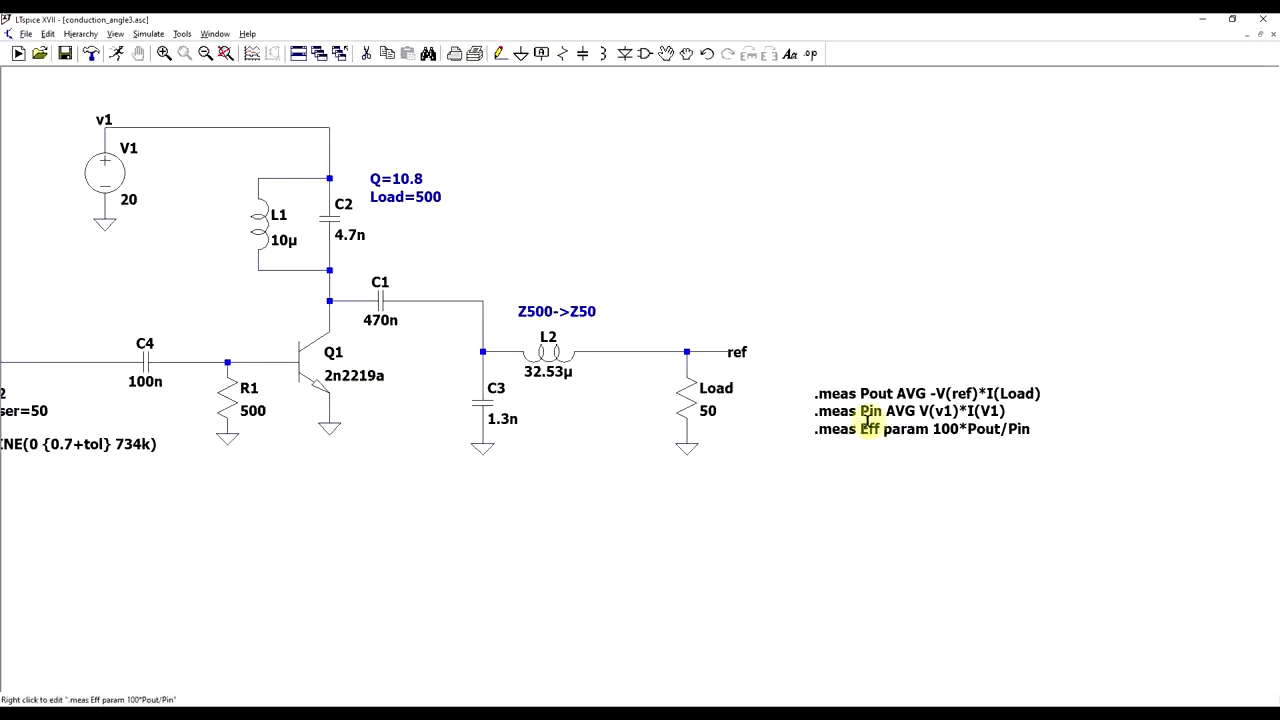 LTspice XVII - [conduction_angle3.asc]
File Edit Hierarchy View Simulate Tools Window Help
v1
V1
20
Q=10.8
Load=500
L1
10µ
C2
4.7n
C1
470n
Z500->Z50
L2
32.53µ
ref
C4
100n
Q1
2n2219a
R1
500
C3
1.3n
Load
50
2
ser=50
INE(0 {0.7+tol} 734k)
.meas Pout AVG -V(ref)*I(Load)
.meas Pin AVG V(v1)*I(V1)
.meas Eff param 100*Pout/Pin
Right click to edit ".meas Eff param 100*Pout/Pin"